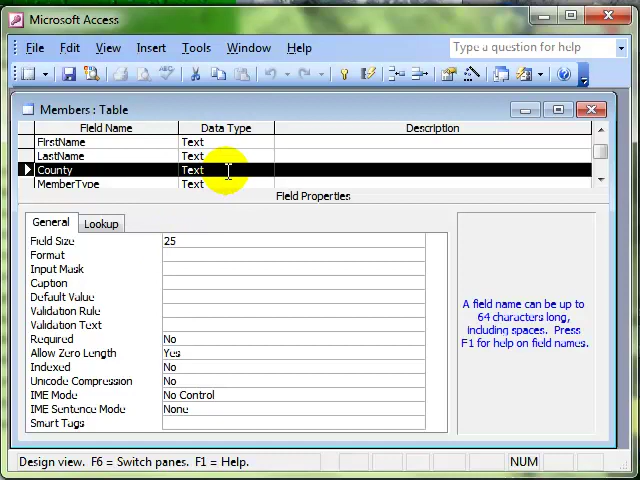 Microsoft Access
File Edit View Insert Tools Window Help Type a question for help
Members : Table
Field Name Data Type Description
FirstName Text
LastName Text
County Text
MemberType Text
Field Properties
General Lookup
Field Size 25
Format
Input Mask
Caption
Default Value
Validation Rule
Validation Text
Required No
Allow Zero Length Yes
Indexed No
Unicode Compression No
IME Mode No Control
IME Sentence Mode None
Smart Tags
A field name can be up to
64 characters long,
including spaces. Press
F1 for help on field names.
Design view. F6 = Switch panes. F1 = Help. NUM